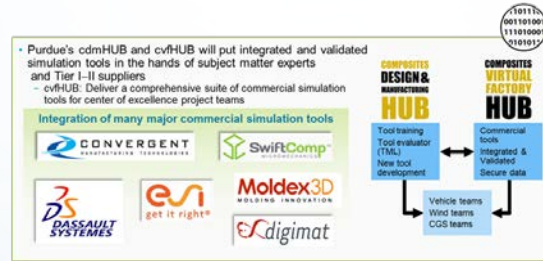 101110
001101001
11101000
01010110
• Purdue's cdmHUB and cvfHUB will put integrated and validated
simulation tools in the hands of subject matter experts
and Tier I–II suppliers
– cvfHUB: Deliver a comprehensive suite of commercial simulation
tools for center of excellence project teams
Integration of many major commercial simulation tools
CONVERGENT
MANUFACTURING TECHNOLOGIES
SwiftComp
MICROMECHANICS
DASSAULT
SYSTEMES
esi
get it right®
Moldex3D
MOLDING INNOVATION
digimat
COMPOSITES
DESIGN &
MANUFACTURING
HUB
COMPOSITES
VIRTUAL
FACTORY
HUB
Tool training
Tool evaluator
(TML)
New tool
development
Commercial
tools
Integrated &
Validated
Secure data
Vehicle teams
Wind teams
CGS teams